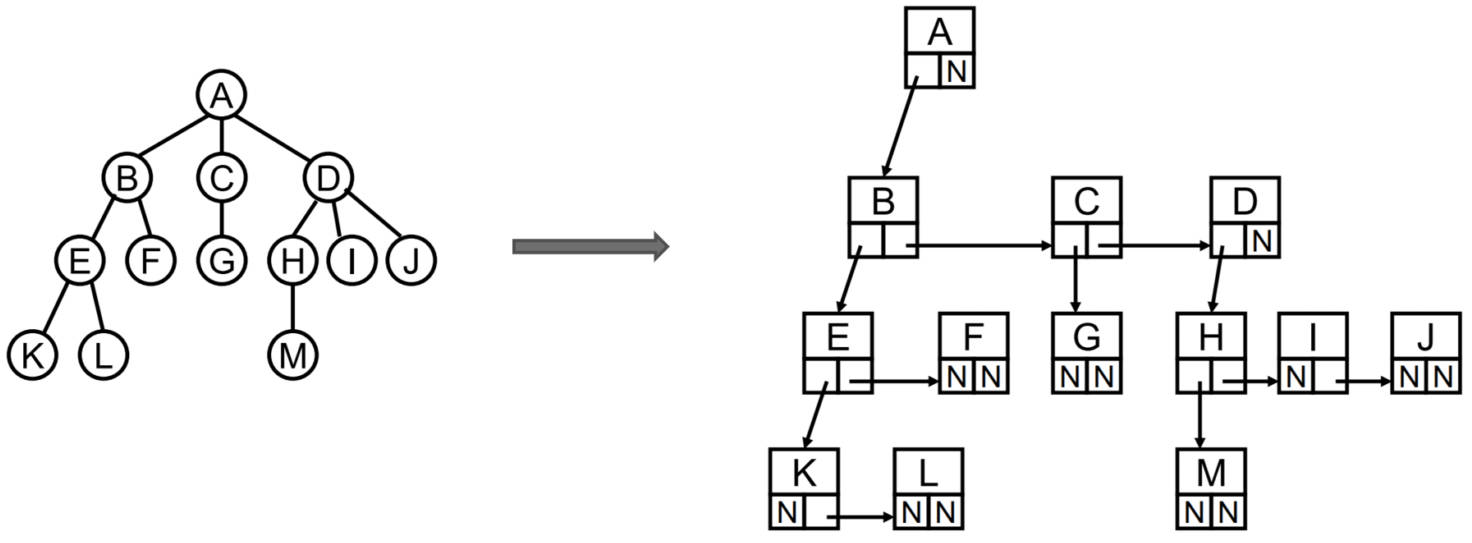 A
B C D
E F G H I J
K L M
A
N
B C D
N
E F G H I J
N N N N N N N
K L M
N N N N N